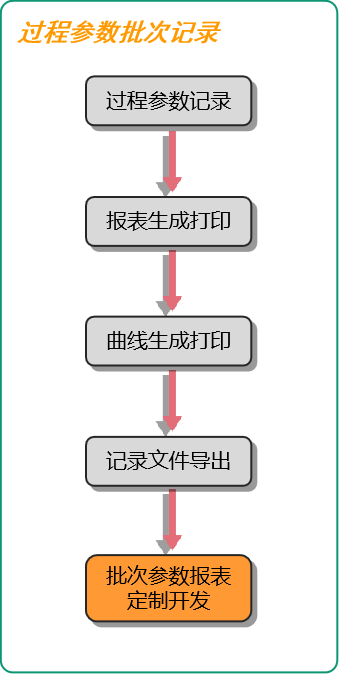 过程参数批次记录
过程参数记录
报表生成打印
曲线生成打印
记录文件导出
批次参数报表
定制开发